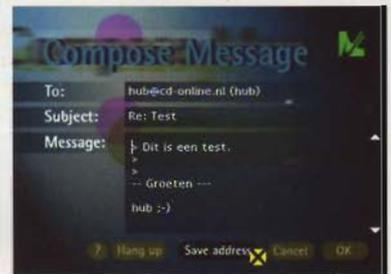 Compose Message
To: hub@cd-online.nl (hub)
Subject: Re: Test
Message:
> Dit is een test.
>
>
-- Groeten ---
hub ;-)
? Hang up Save address Cancel OK